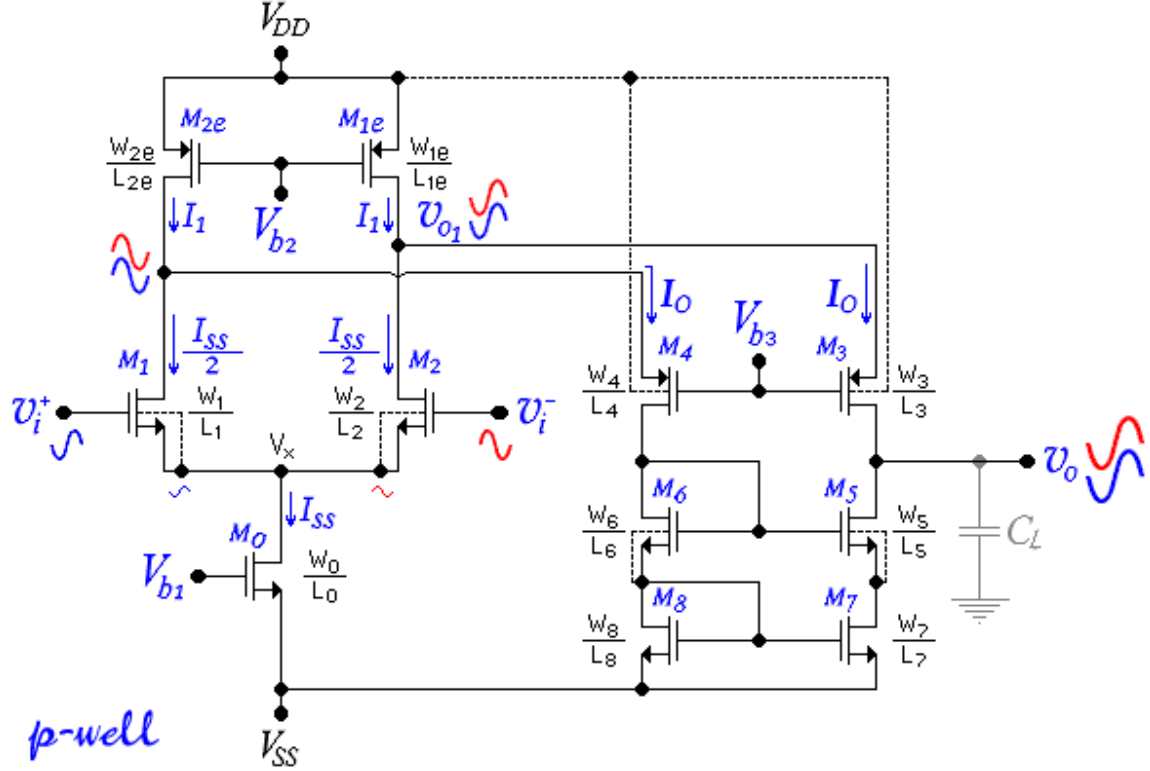 V_DD
M_2e M_1e
W_2e/L_2e W_1e/L_1e
I_1 V_b2 I_1 v_o1
I_O I_O
V_b3
I_SS/2 I_SS/2
M_1 M_2 M_4 M_3
v_i^+ W_1/L_1 W_2/L_2 v_i^- W_4/L_4 W_3/L_3
V_x v_o
I_SS M_6 M_5
M_0 W_6/L_6 W_5/L_5 C_L
V_b1 W_0/L_0
M_8 M_7
W_8/L_8 W_7/L_7
p-well V_SS